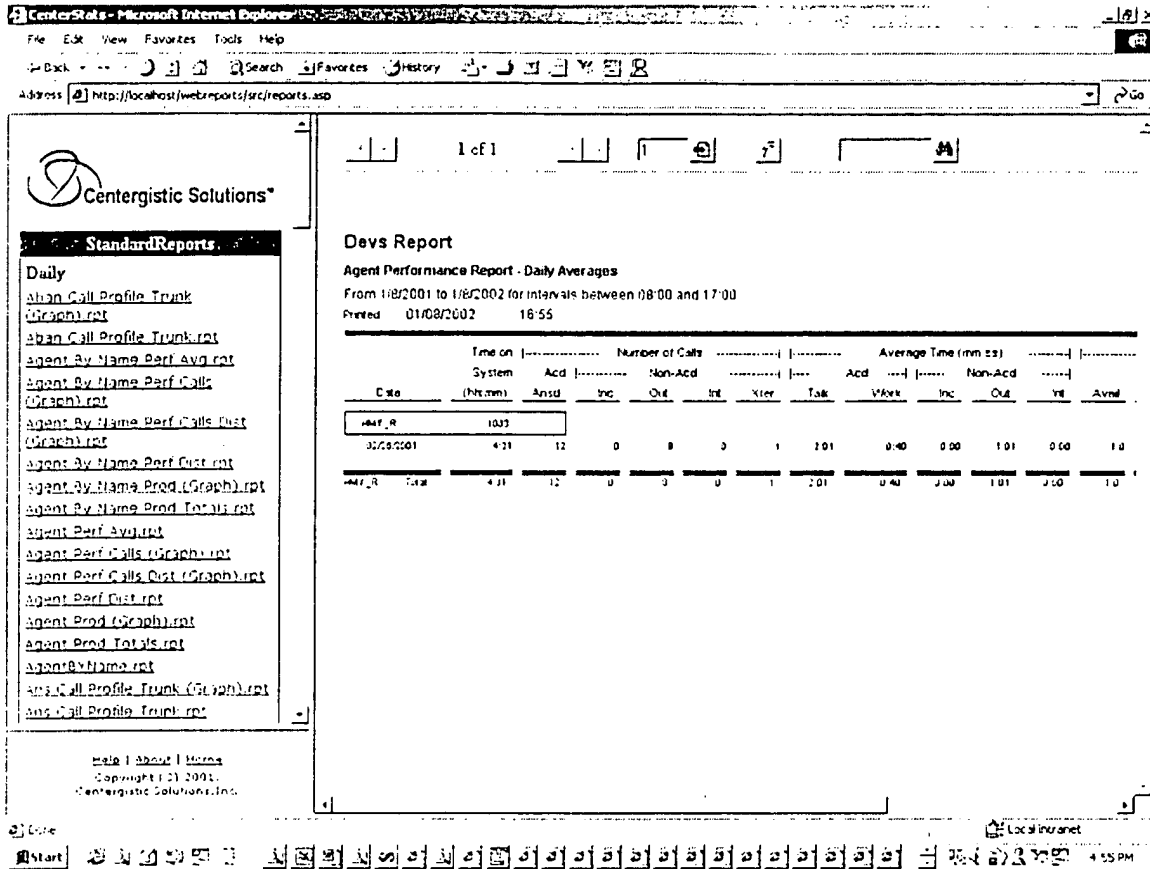 CenterStats - Microsoft Internet Explorer
File Edit View Favorites Tools Help
Back Search Favorites History
Address http://localhost/webreports/src/reports.asp Go
Centergistic Solutions
StandardReports
Daily
Aban Call Profile Trunk
(Graph).rpt
Aban Call Profile Trunk.rpt
Agent By Name Perf Avg.rpt
Agent By Name Perf Calls
(Graph).rpt
Agent By Name Perf Calls Dist
(Graph).rpt
Agent By Name Perf Dist.rpt
Agent By Name Prod (Graph).rpt
Agent By Name Prod Totals.rpt
Agent Perf Avg.rpt
Agent Perf Calls (Graph).rpt
Agent Perf Calls Dist (Graph).rpt
Agent Perf Dist.rpt
Agent Prod (Graph).rpt
Agent Prod Totals.rpt
AgentByName.rpt
Ans Call Profile Trunk (Graph).rpt
Ans Call Profile Trunk.rpt
Help | About | Home
Copyright (C) 2001.
Centergistic Solutions, Inc.
1 of 1 1
Devs Report
Agent Performance Report - Daily Averages
From 1/8/2001 to 1/8/2002 for intervals between 08:00 and 17:00
Printed 01/08/2002 16:55
Time on Number of Calls Average Time (mm:ss)
System Acd Non-Acd Acd Non-Acd
Date (hh:mm) Ansd Inc Out Int Xfer Talk Work Inc Out Int Avail
1033
4:31 12 0 0 1 2:01 0:40 0:00 1:01 0:00 1:0
Total 4:31 12 0 0 1 2:01 0:40 0:00 1:01 0:00 1:0
Done Local intranet
Start 4:55 PM